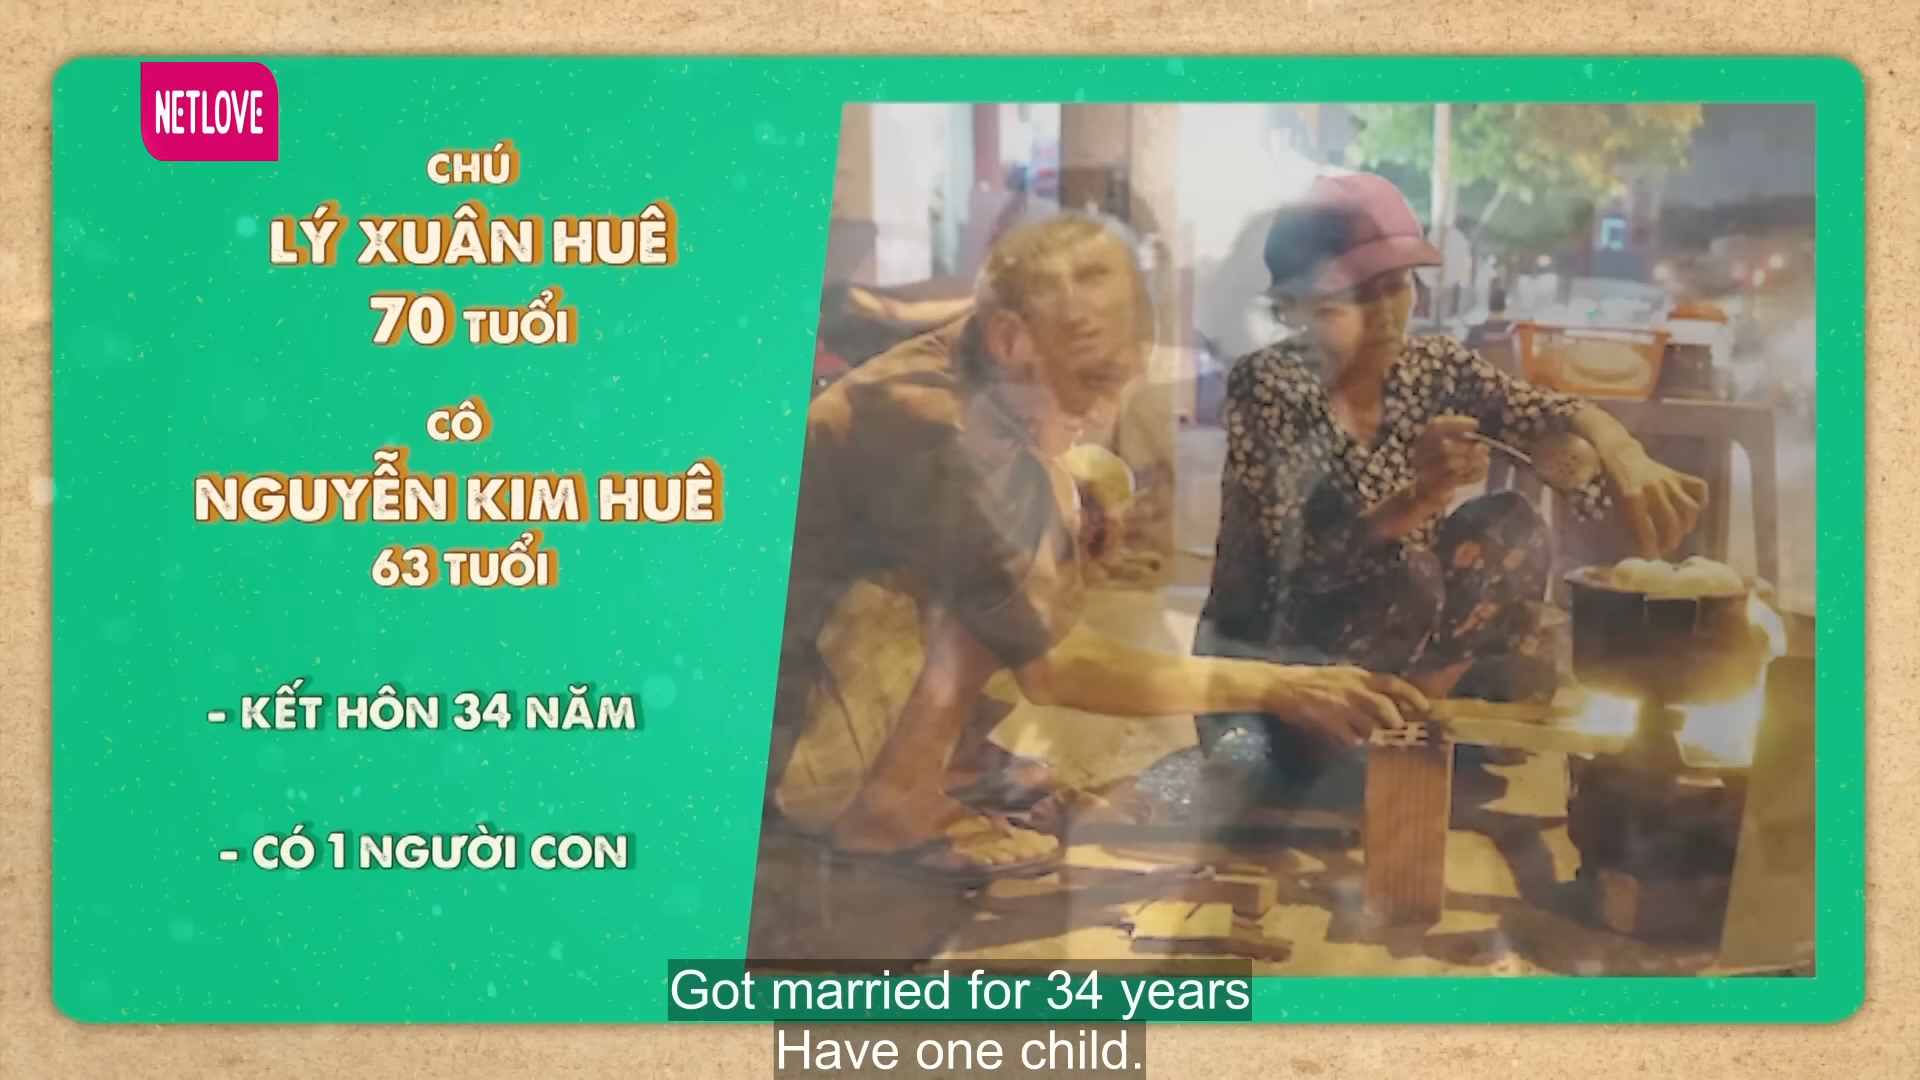 NETLOVE
CHÚ
LÝ XUÂN HUÊ
70 TUỔI
CÔ
NGUYỄN KIM HUÊ
63 TUỔI
- KẾT HÔN 34 NĂM
- CÓ 1 NGƯỜI CON
Got married for 34 years
Have one child.